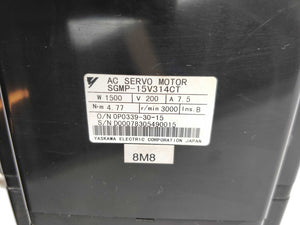 AC SERVO MOTOR
SGMP-15V314CT
W 1500 V 200 A 7.5
N·m 4.77 r/min 3000 Ins. B
O/N 0P0339-30-15
S/N D00078305490015
YASKAWA ELECTRIC CORPORATION JAPAN
8M8